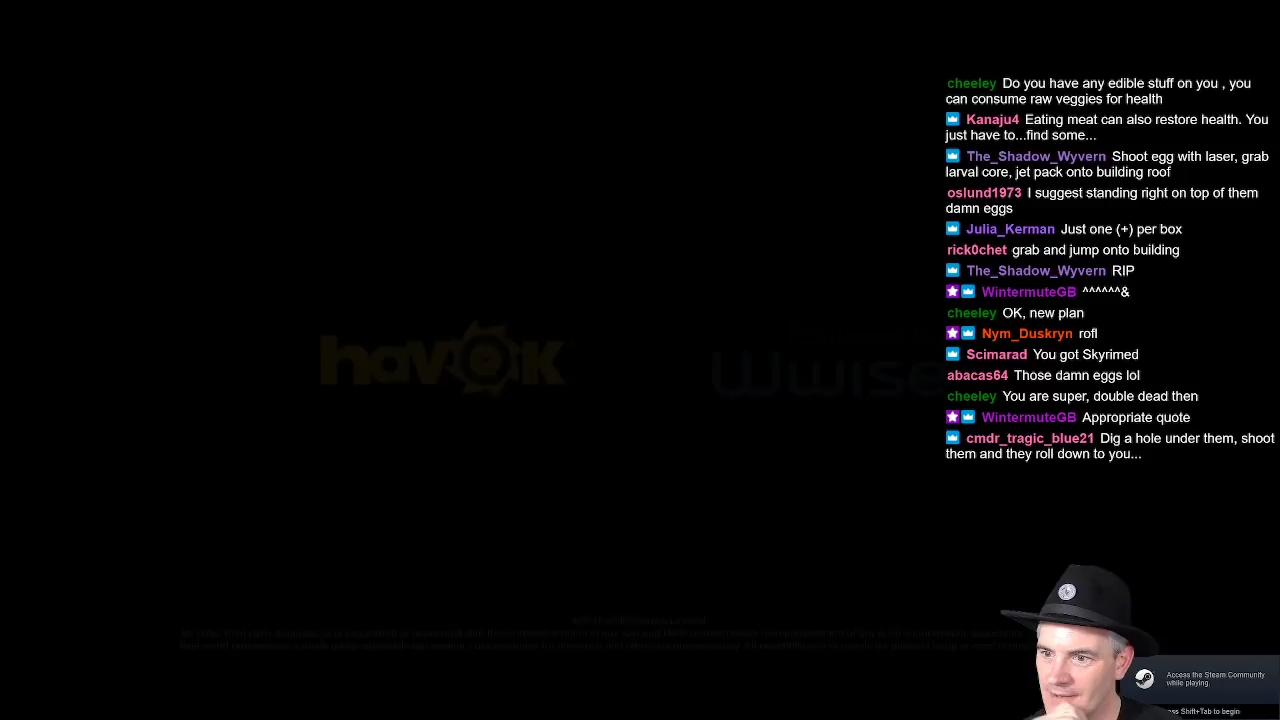 cheeley Do you have any edible stuff on you , you
can consume raw veggies for health
Kanaju4 Eating meat can also restore health. You
just have to...find some...
The_Shadow_Wyvern Shoot egg with laser, grab
larval core, jet pack onto building roof
oslund1973 I suggest standing right on top of them
damn eggs
Julia_Kerman Just one (+) per box
rick0chet grab and jump onto building
The_Shadow_Wyvern RIP
WintermuteGB ^^^^^^&
cheeley OK, new plan
Nym_Duskryn rofl
havok
Wwise
Scimarad You got Skyrimed
abacas64 Those damn eggs lol
cheeley You are super, double dead then
WintermuteGB Appropriate quote
cmdr_tragic_blue21 Dig a hole under them, shoot
them and they roll down to you...
Access the Steam Community
while playing.
Shift+Tab to begin